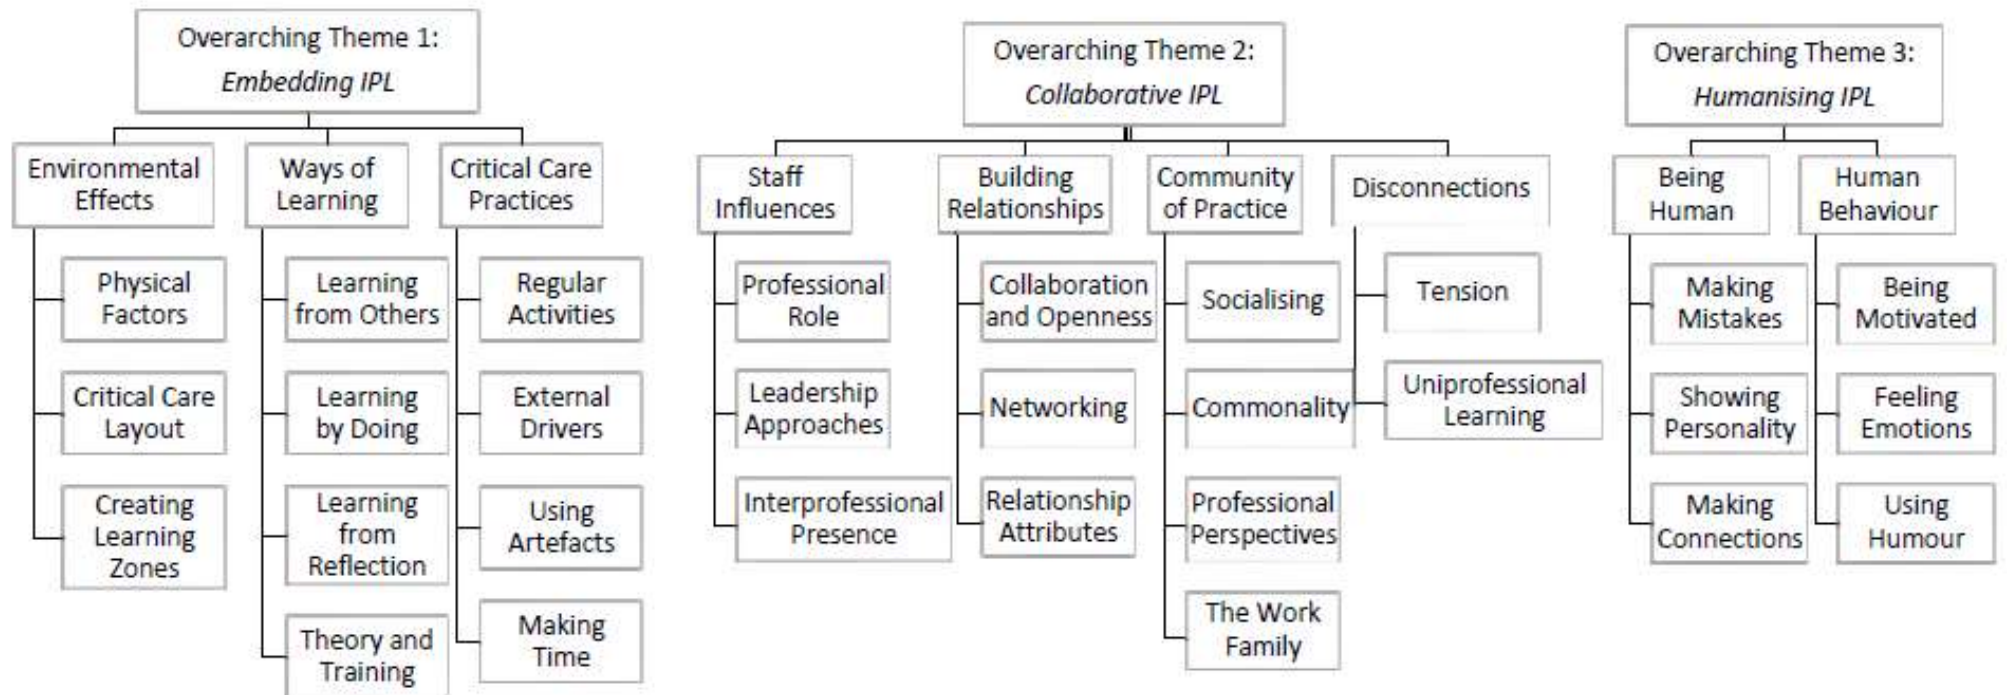 Overarching Theme 1:
Embedding IPL
Environmental
Effects
Physical
Factors
Critical Care
Layout
Creating
Learning
Zones
Ways of
Learning
Learning
from Others
Learning
by Doing
Learning
from
Reflection
Theory and
Training
Critical Care
Practices
Regular
Activities
External
Drivers
Using
Artefacts
Making
Time
Overarching Theme 2:
Collaborative IPL
Staff
Influences
Professional
Role
Leadership
Approaches
Interprofessional
Presence
Building
Relationships
Collaboration
and Openness
Networking
Relationship
Attributes
Community
of Practice
Socialising
Commonality
Professional
Perspectives
The Work
Family
Disconnections
Tension
Uniprofessional
Learning
Overarching Theme 3:
Humanising IPL
Being
Human
Making
Mistakes
Showing
Personality
Making
Connections
Human
Behaviour
Being
Motivated
Feeling
Emotions
Using
Humour